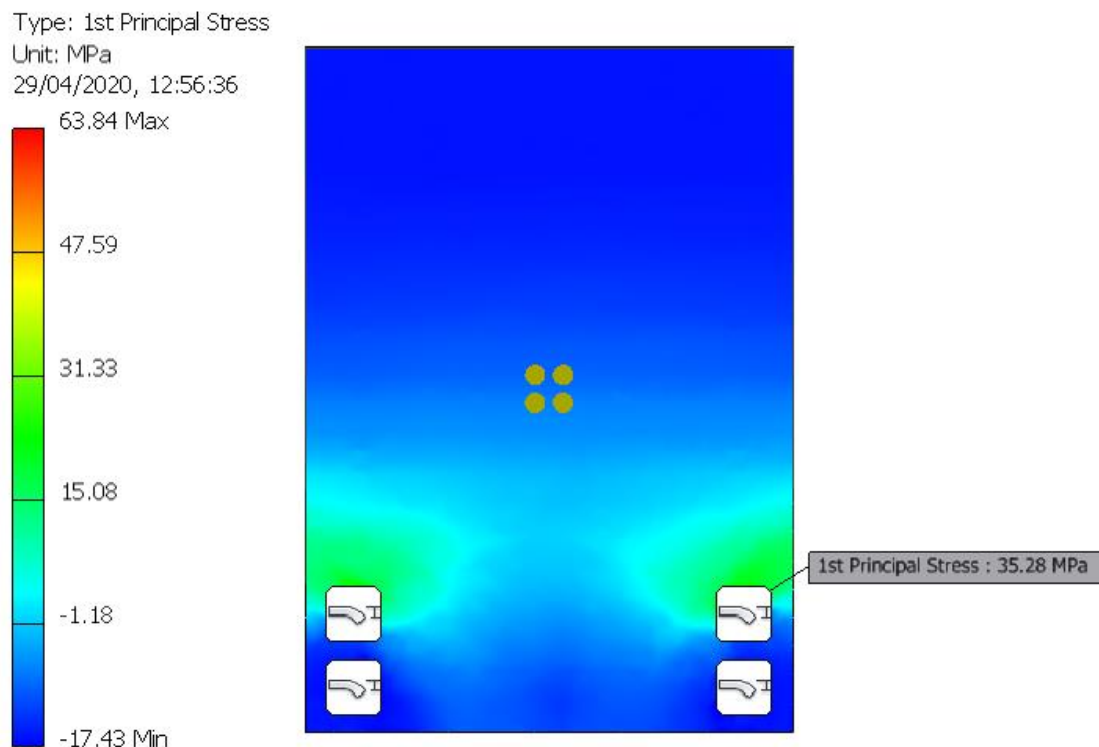 Type: 1st Principal Stress
Unit: MPa
29/04/2020, 12:56:36
63.84 Max
47.59
31.33
15.08
-1.18
-17.43 Min
1st Principal Stress : 35.28 MPa